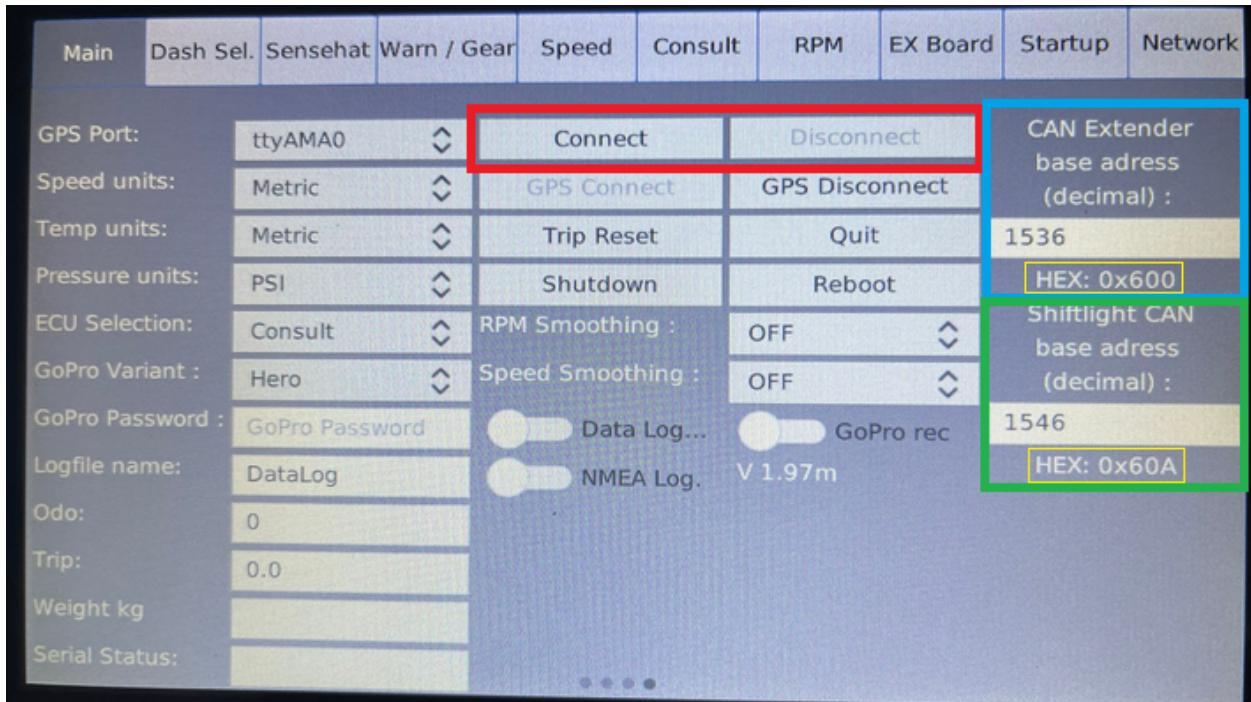 Main Dash Sel. Sensehat Warn / Gear Speed Consult RPM EX Board Startup Network
GPS Port: ttyAMA0 Connect Disconnect
Speed units: Metric GPS Connect GPS Disconnect
Temp units: Metric Trip Reset Quit
Pressure units: PSI Shutdown Reboot
ECU Selection: Consult RPM Smoothing : OFF
GoPro Variant : Hero Speed Smoothing : OFF
GoPro Password : GoPro Password Data Log... GoPro rec
Logfile name: DataLog NMEA Log. V 1.97m
Odo: 0
Trip: 0.0
Weight kg
Serial Status:
CAN Extender
base adress
(decimal) :
1536
HEX: 0x600
Shiftlight CAN
base adress
(decimal) :
1546
HEX: 0x60A